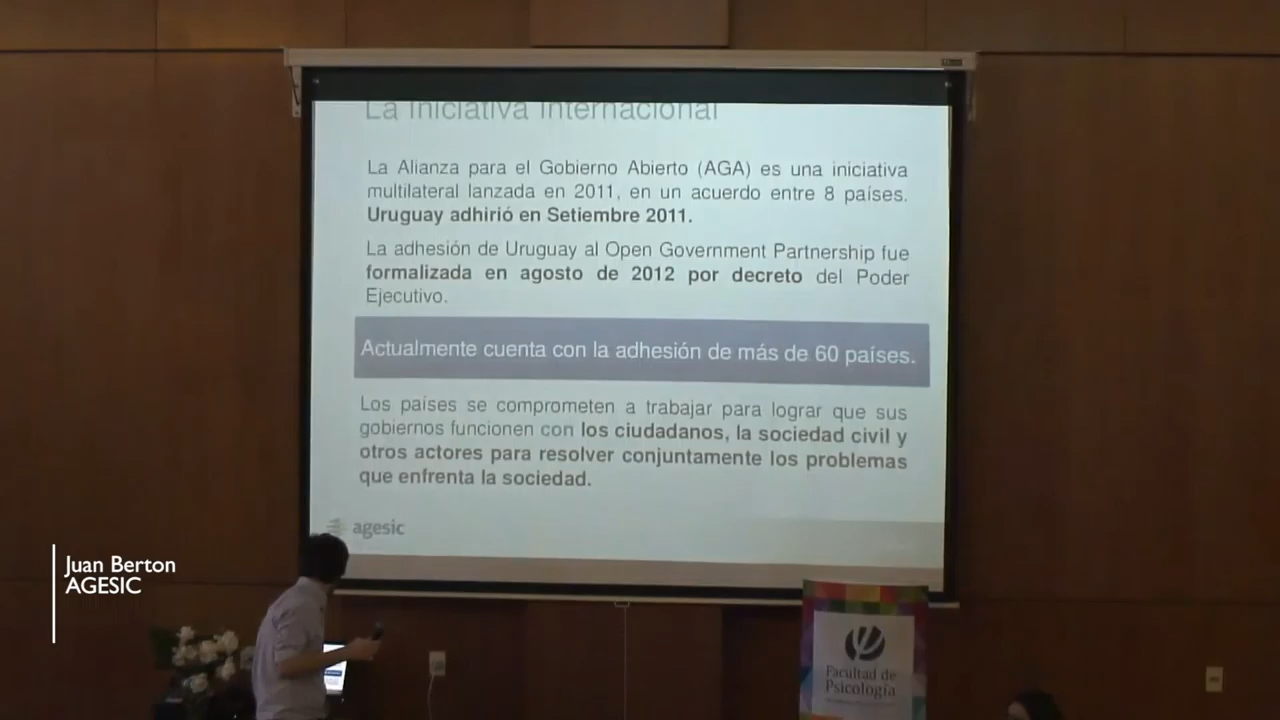 La Iniciativa Internacional
La Alianza para el Gobierno Abierto (AGA) es una iniciativa
multilateral lanzada en 2011, en un acuerdo entre 8 países.
Uruguay adhirió en Setiembre 2011.
La adhesión de Uruguay al Open Government Partnership fue
formalizada en agosto de 2012 por decreto del Poder
Ejecutivo.
Actualmente cuenta con la adhesión de más de 60 países.
Los países se comprometen a trabajar para lograr que sus
gobiernos funcionen con los ciudadanos, la sociedad civil y
otros actores para resolver conjuntamente los problemas
que enfrenta la sociedad.
agesic
Juan Berton
AGESIC
Facultad de
Psicología